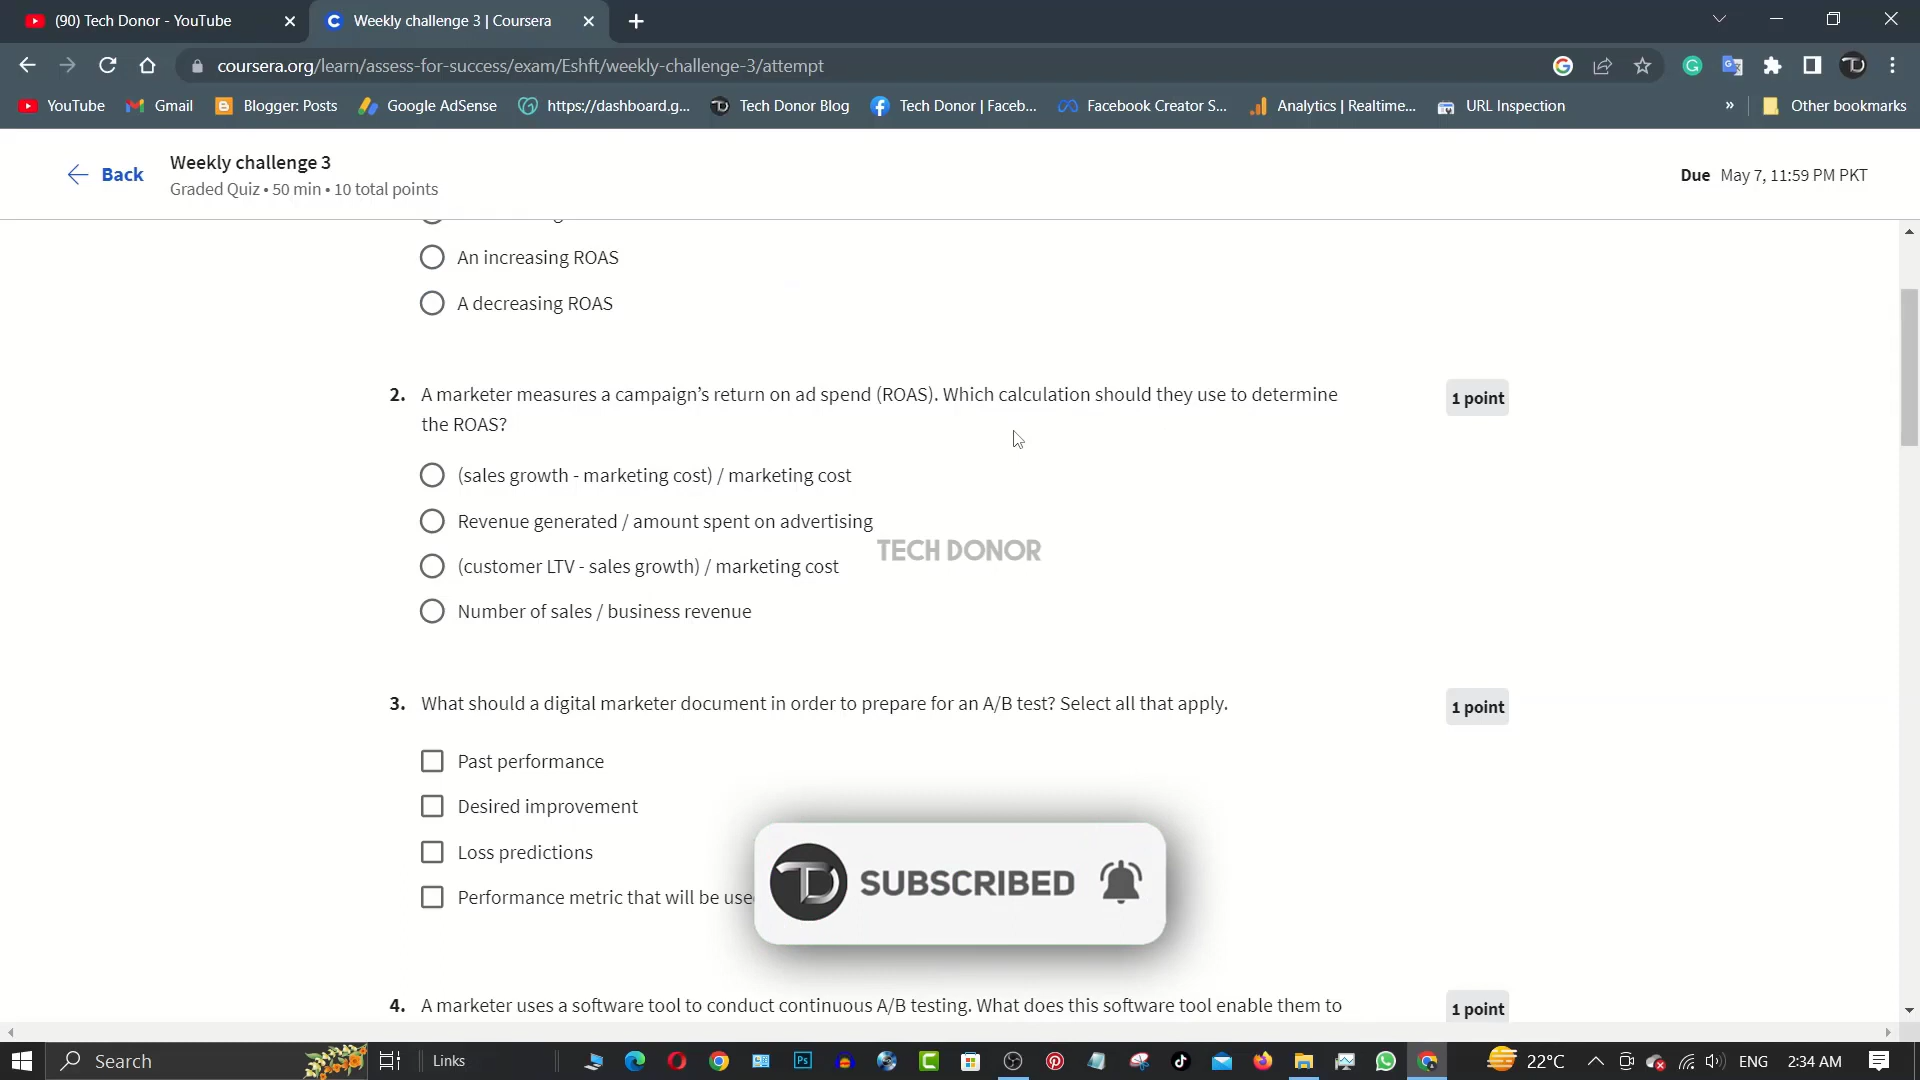 (90) Tech Donor - YouTube
Weekly challenge 3 | Coursera
coursera.org/learn/assess-for-success/exam/Eshft/weekly-challenge-3/attempt
YouTube
Gmail
Blogger: Posts
Google AdSense
https://dashboard.g...
Tech Donor Blog
Tech Donor | Faceb...
Facebook Creator S...
Analytics | Realtime...
URL Inspection
»
Other bookmarks
Back
Weekly challenge 3
Graded Quiz • 50 min • 10 total points
Due May 7, 11:59 PM PKT
An increasing ROAS
A decreasing ROAS
2. A marketer measures a campaign’s return on ad spend (ROAS). Which calculation should they use to determine
the ROAS?
1 point
(sales growth - marketing cost) / marketing cost
Revenue generated / amount spent on advertising
(customer LTV - sales growth) / marketing cost
Number of sales / business revenue
TECH DONOR
3. What should a digital marketer document in order to prepare for an A/B test? Select all that apply.
1 point
Past performance
Desired improvement
Loss predictions
Performance metric that will be use
SUBSCRIBED
4. A marketer uses a software tool to conduct continuous A/B testing. What does this software tool enable them to
1 point
Search
Links
22°C
ENG
2:34 AM